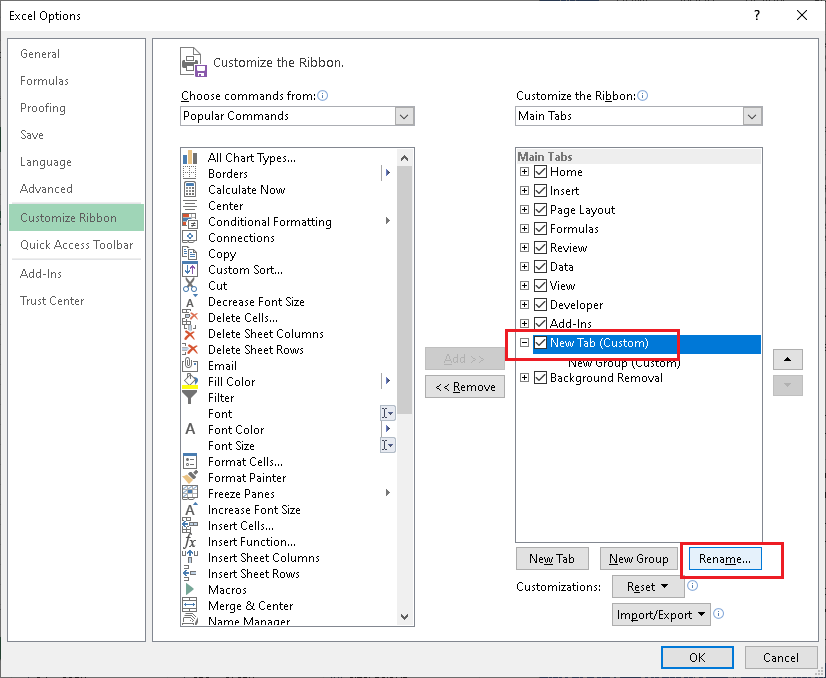 Excel Options
?
General
Formulas
Proofing
Save
Language
Advanced
Customize Ribbon
Quick Access Toolbar
Add-Ins
Trust Center
Customize the Ribbon.
Choose commands from:
Popular Commands
All Chart Types...
Borders
Calculate Now
Center
Conditional Formatting
Connections
Copy
Custom Sort...
Cut
Decrease Font Size
Delete Cells...
Delete Sheet Columns
Delete Sheet Rows
Email
Fill Color
Filter
Font
Font Color
Font Size
Format Cells...
Format Painter
Freeze Panes
Increase Font Size
Insert Cells...
Insert Function...
Insert Sheet Columns
Insert Sheet Rows
Macros
Merge & Center
Name Manager
Add >>
<< Remove
Customize the Ribbon:
Main Tabs
Main Tabs
Home
Insert
Page Layout
Formulas
Review
Data
View
Developer
Add-Ins
New Tab (Custom)
New Group (Custom)
Background Removal
New Tab
New Group
Rename...
Customizations:
Reset
Import/Export
OK
Cancel